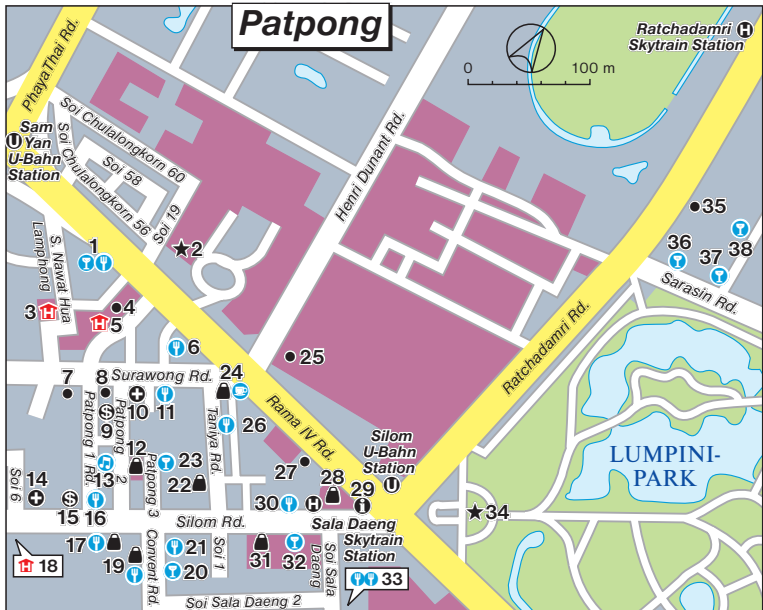 Patpong
Ratchadamri
Skytrain Station
H
0 100 m
PhayaThai Rd.
Sam
Yan
U-Bahn
Station
U
Soi Chulalongkorn 60
Soi 58
Soi Chulalongkorn 56
Soi 19
Henri Dunant Rd.
35
38
36
37
Sarasin Rd.
1
2
S. Nawat Hua
Lamphong
3
H
4
H
5
6
25
Ratchadamri Rd.
Rama IV Rd.
Surawong Rd.
7
8
$
9
10
11
24
26
Taniya Rd.
Patpong 1 Rd.
Patpong 2
Patpong 3
12
13
23
22
27
28
29
30
H
i
Silom
U-Bahn
Station
U
LUMPINI-
PARK
34
Soi 6
14
$
15
16
Silom Rd.
Sala Daeng
Skytrain
Station
17
19
Convent Rd.
21
20
Soi 1
31
32
Soi Sala
Daeng
H 18
33
Soi Sala Daeng 2